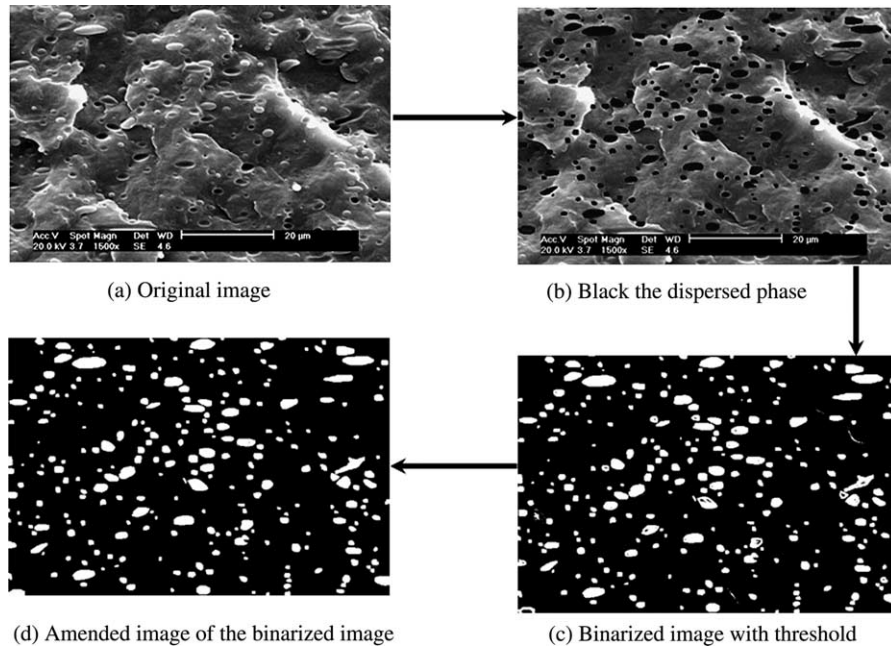 Acc.V Spot Magn Det WD 20 µm
20.0 kV 3.7 1500x SE 4.6
Acc.V Spot Magn Det WD 20 µm
20.0 kV 3.7 1500x SE 4.6
(a) Original image
(b) Black the dispersed phase
(d) Amended image of the binarized image
(c) Binarized image with threshold